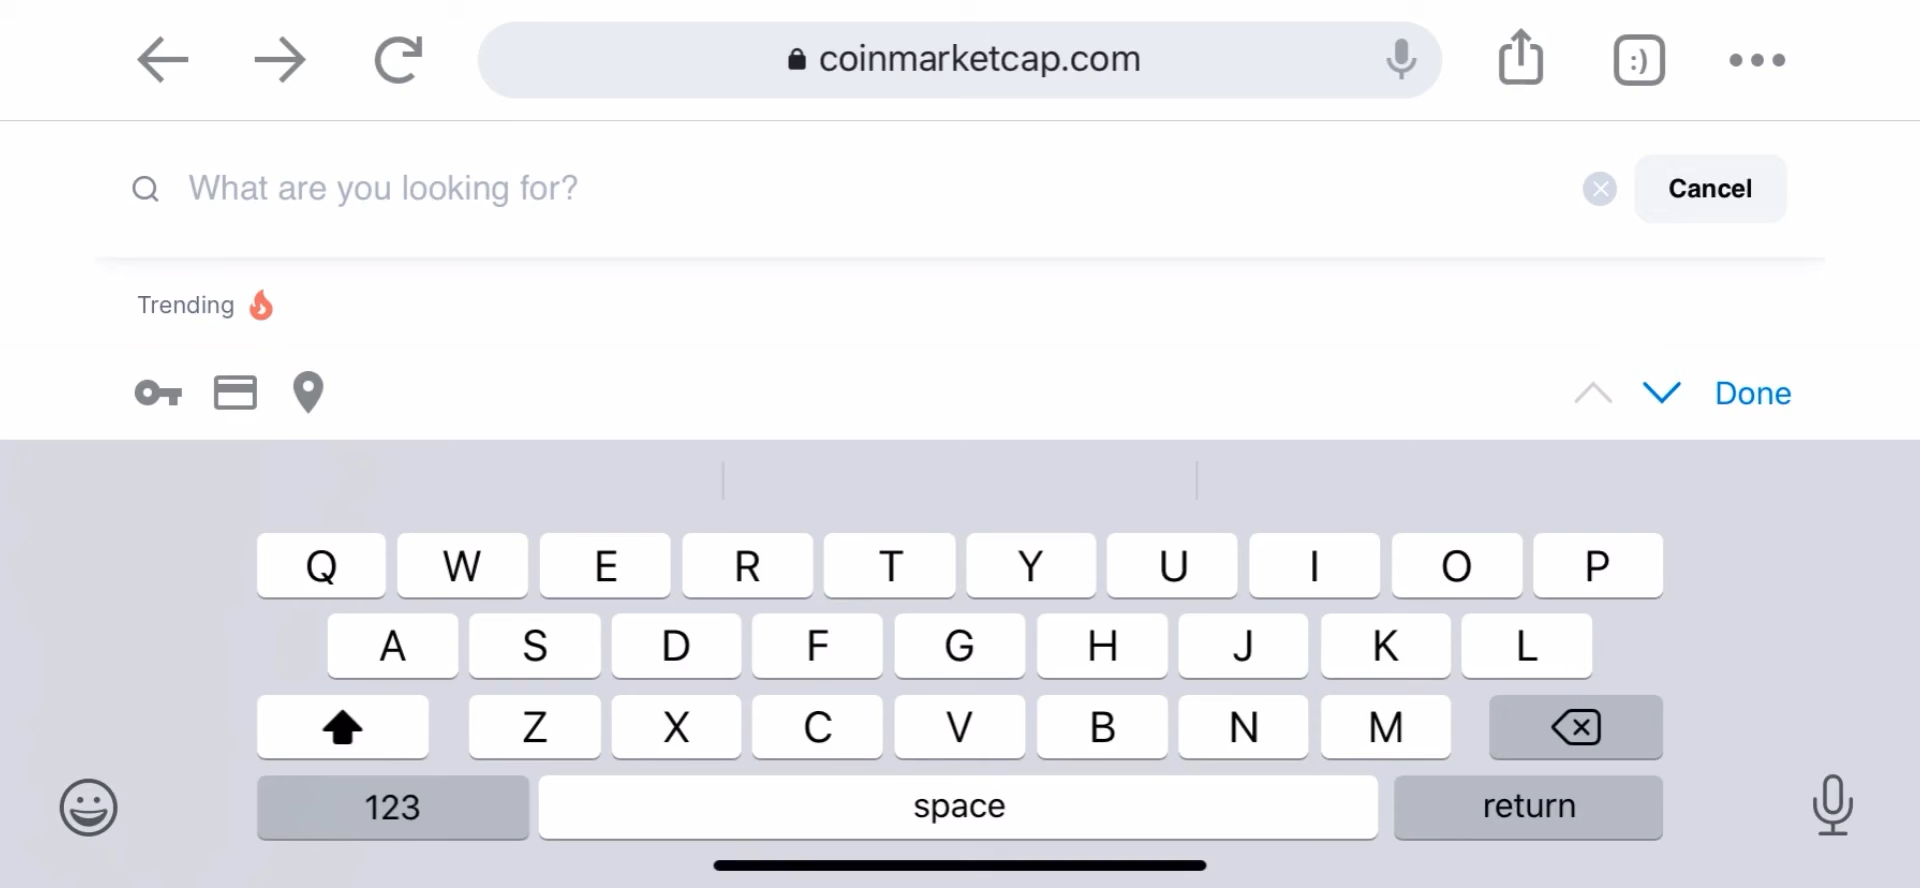 coinmarketcap.com
:)
What are you looking for?
Cancel
Trending
Done
Q W E R T Y U I O P
A S D F G H J K L
Z X C V B N M
123 space return